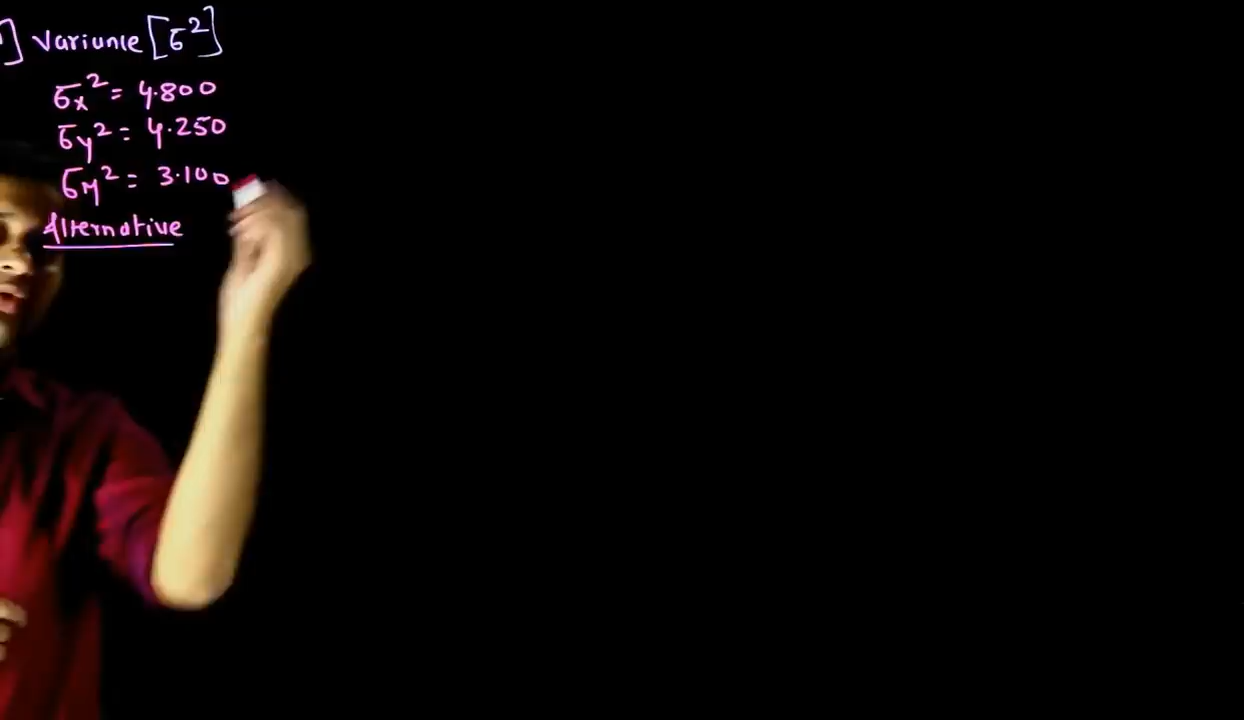 ] Variance [σ²]
σx² = 4.800
σy² = 4.250
σM² = 3.100
Alternative